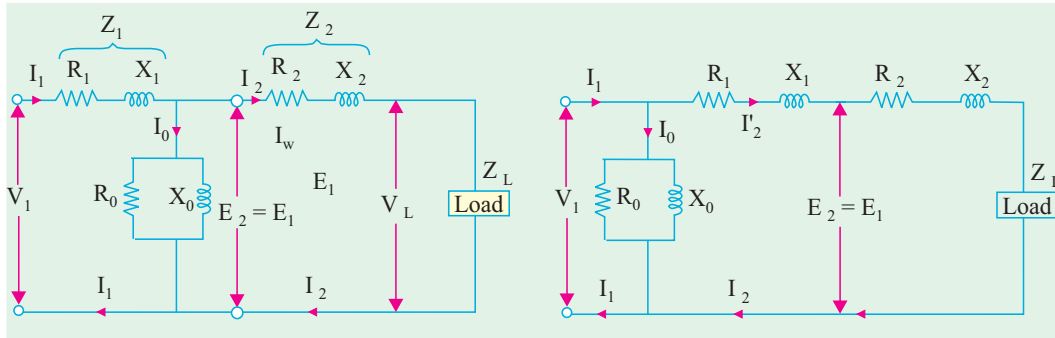 Z1
Z2
I1
R1
X1
I2
R2
X2
I0
Iw
V1
R0
X0
E2 = E1
E1
VL
ZL
Load
I1
I2
I1
R1
X1
R2
X2
I'2
I0
V1
R0
X0
E2 = E1
ZL
Load
I1
I2